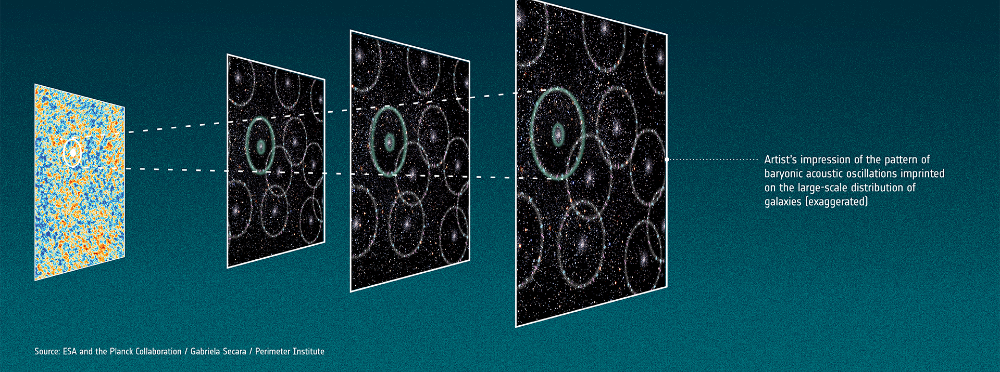 Artist's impression of the pattern of
baryonic acoustic oscillations imprinted
on the large-scale distribution of
galaxies (exaggerated)
Source: ESA and the Planck Collaboration / Gabriela Secara / Perimeter Institute